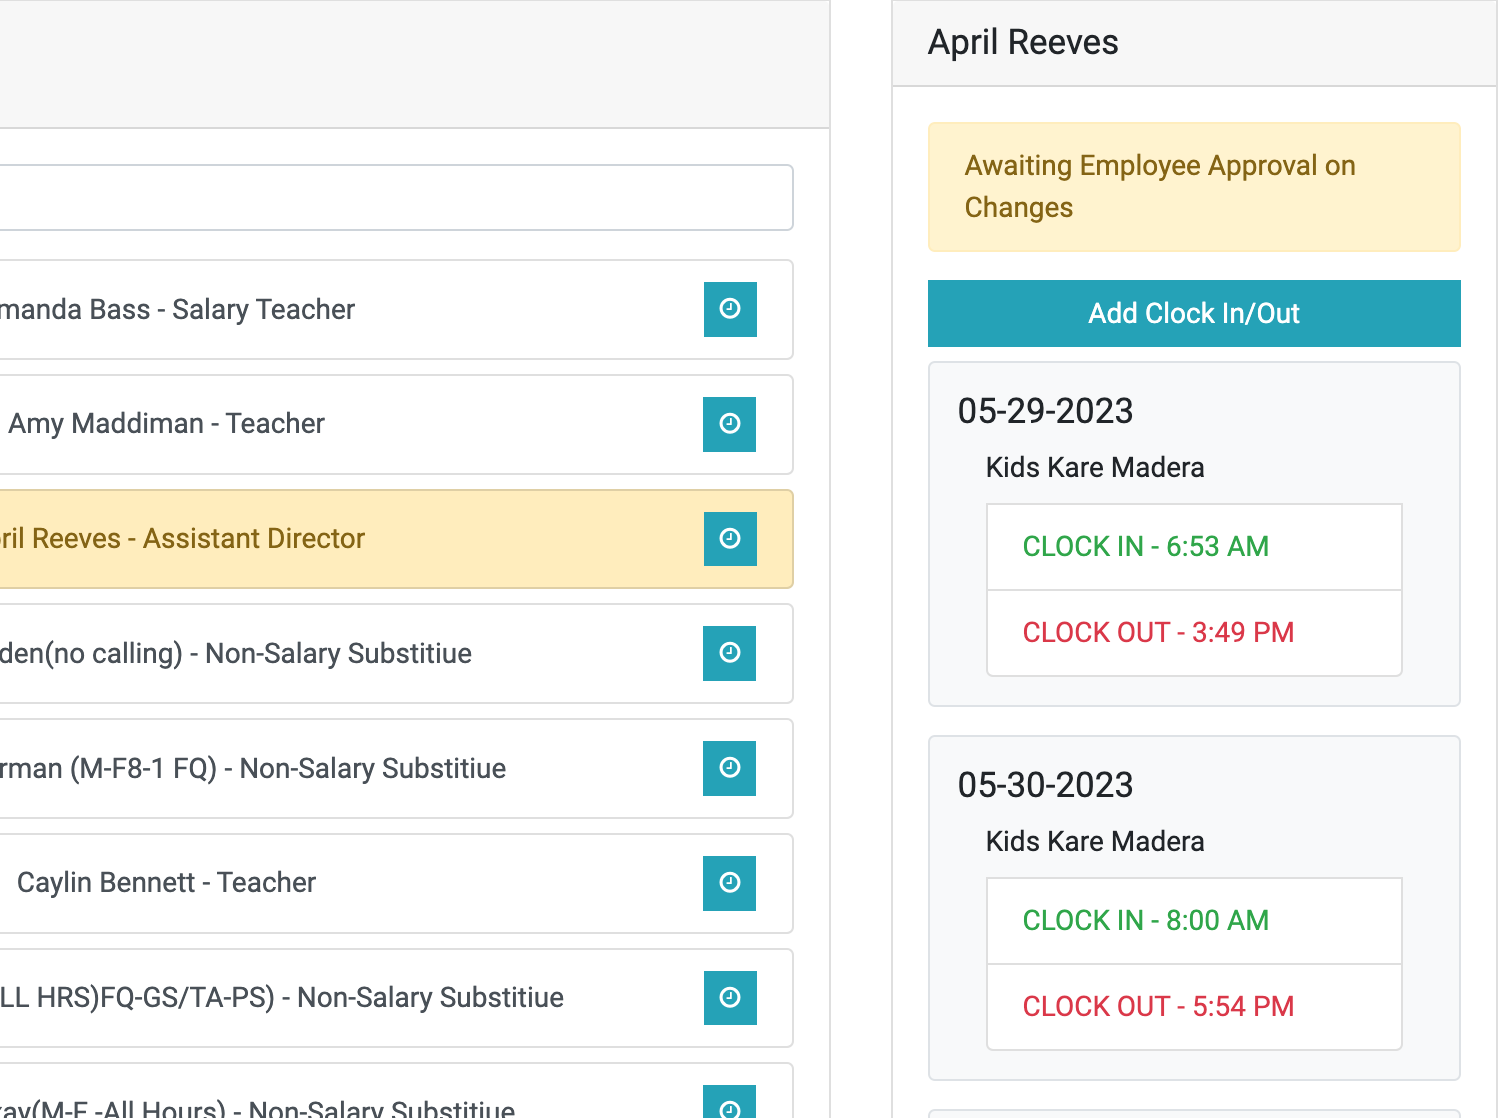 manda Bass - Salary Teacher
Amy Maddiman - Teacher
ril Reeves - Assistant Director
den(no calling) - Non-Salary Substitiue
rman (M-F8-1 FQ) - Non-Salary Substitiue
Caylin Bennett - Teacher
LL HRS)FQ-GS/TA-PS) - Non-Salary Substitiue
kay(M-F -All Hours) - Non-Salary Substitiue
April Reeves
Awaiting Employee Approval on
Changes
Add Clock In/Out
05-29-2023
Kids Kare Madera
CLOCK IN - 6:53 AM
CLOCK OUT - 3:49 PM
05-30-2023
Kids Kare Madera
CLOCK IN - 8:00 AM
CLOCK OUT - 5:54 PM